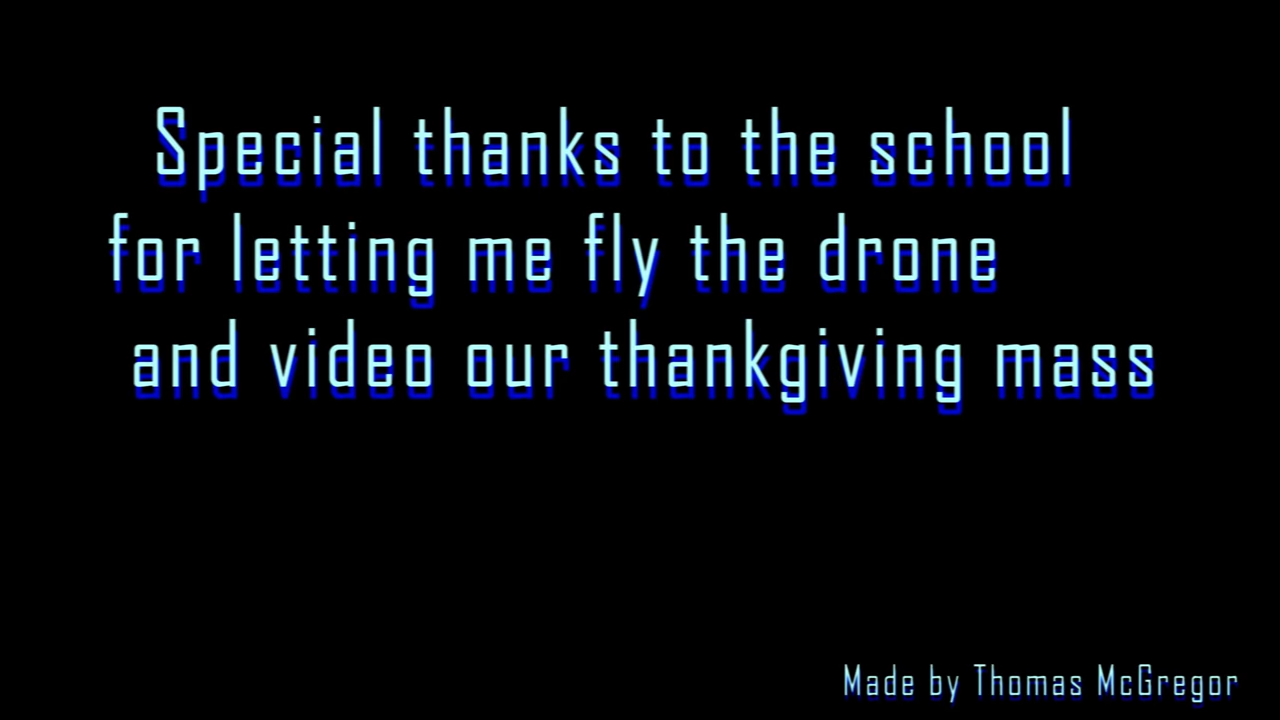 Special thanks to the school
for letting me fly the drone
and video our thankgiving mass
Made by Thomas McGregor